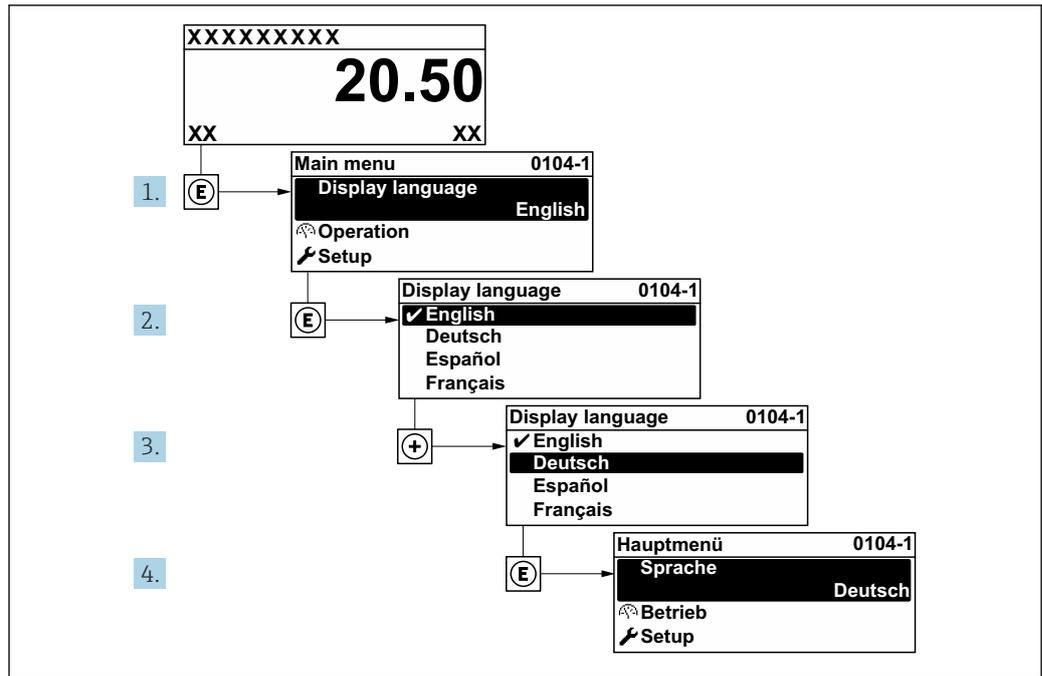 XXXXXXXXX
20.50
XX XX
1. E
Main menu 0104-1
Display language
English
Operation
Setup
2. E
Display language 0104-1
✔ English
Deutsch
Español
Français
3. +
Display language 0104-1
✔ English
Deutsch
Español
Français
4. E
Hauptmenü 0104-1
Sprache
Deutsch
Betrieb
Setup